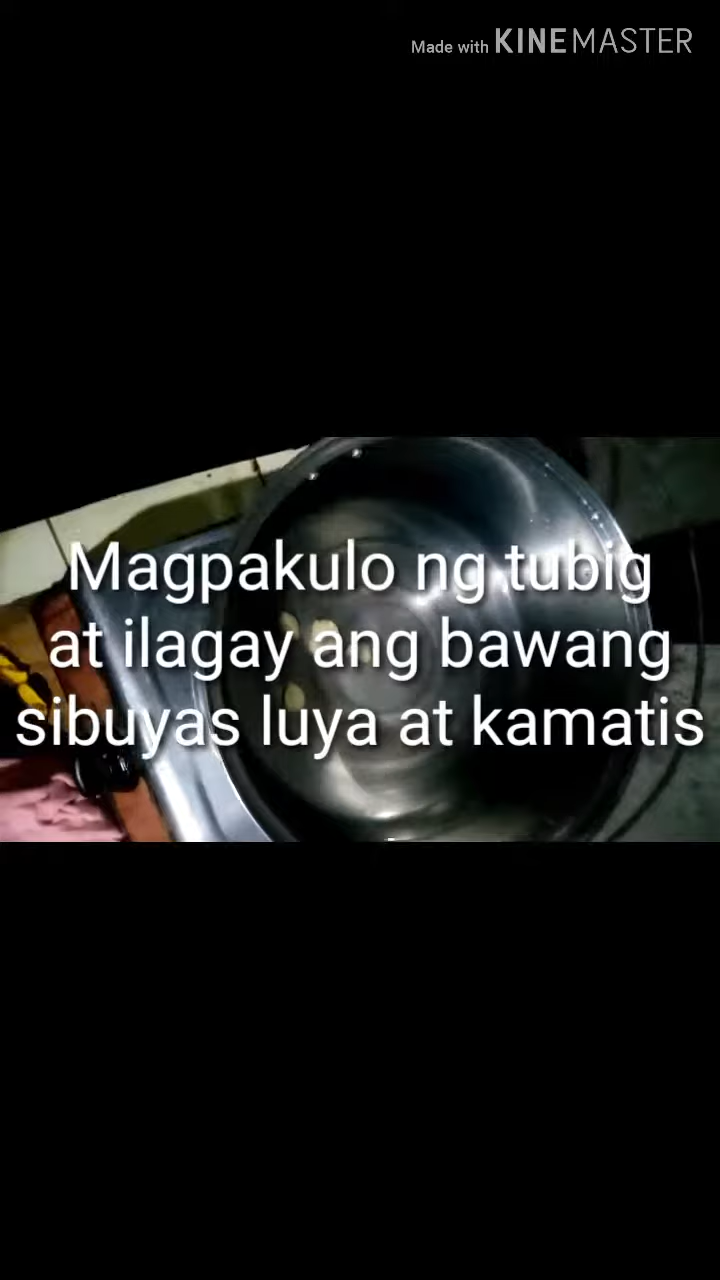 Made with KINEMASTER
Magpakulo ng tubig
at ilagay ang bawang
sibuyas luya at kamatis